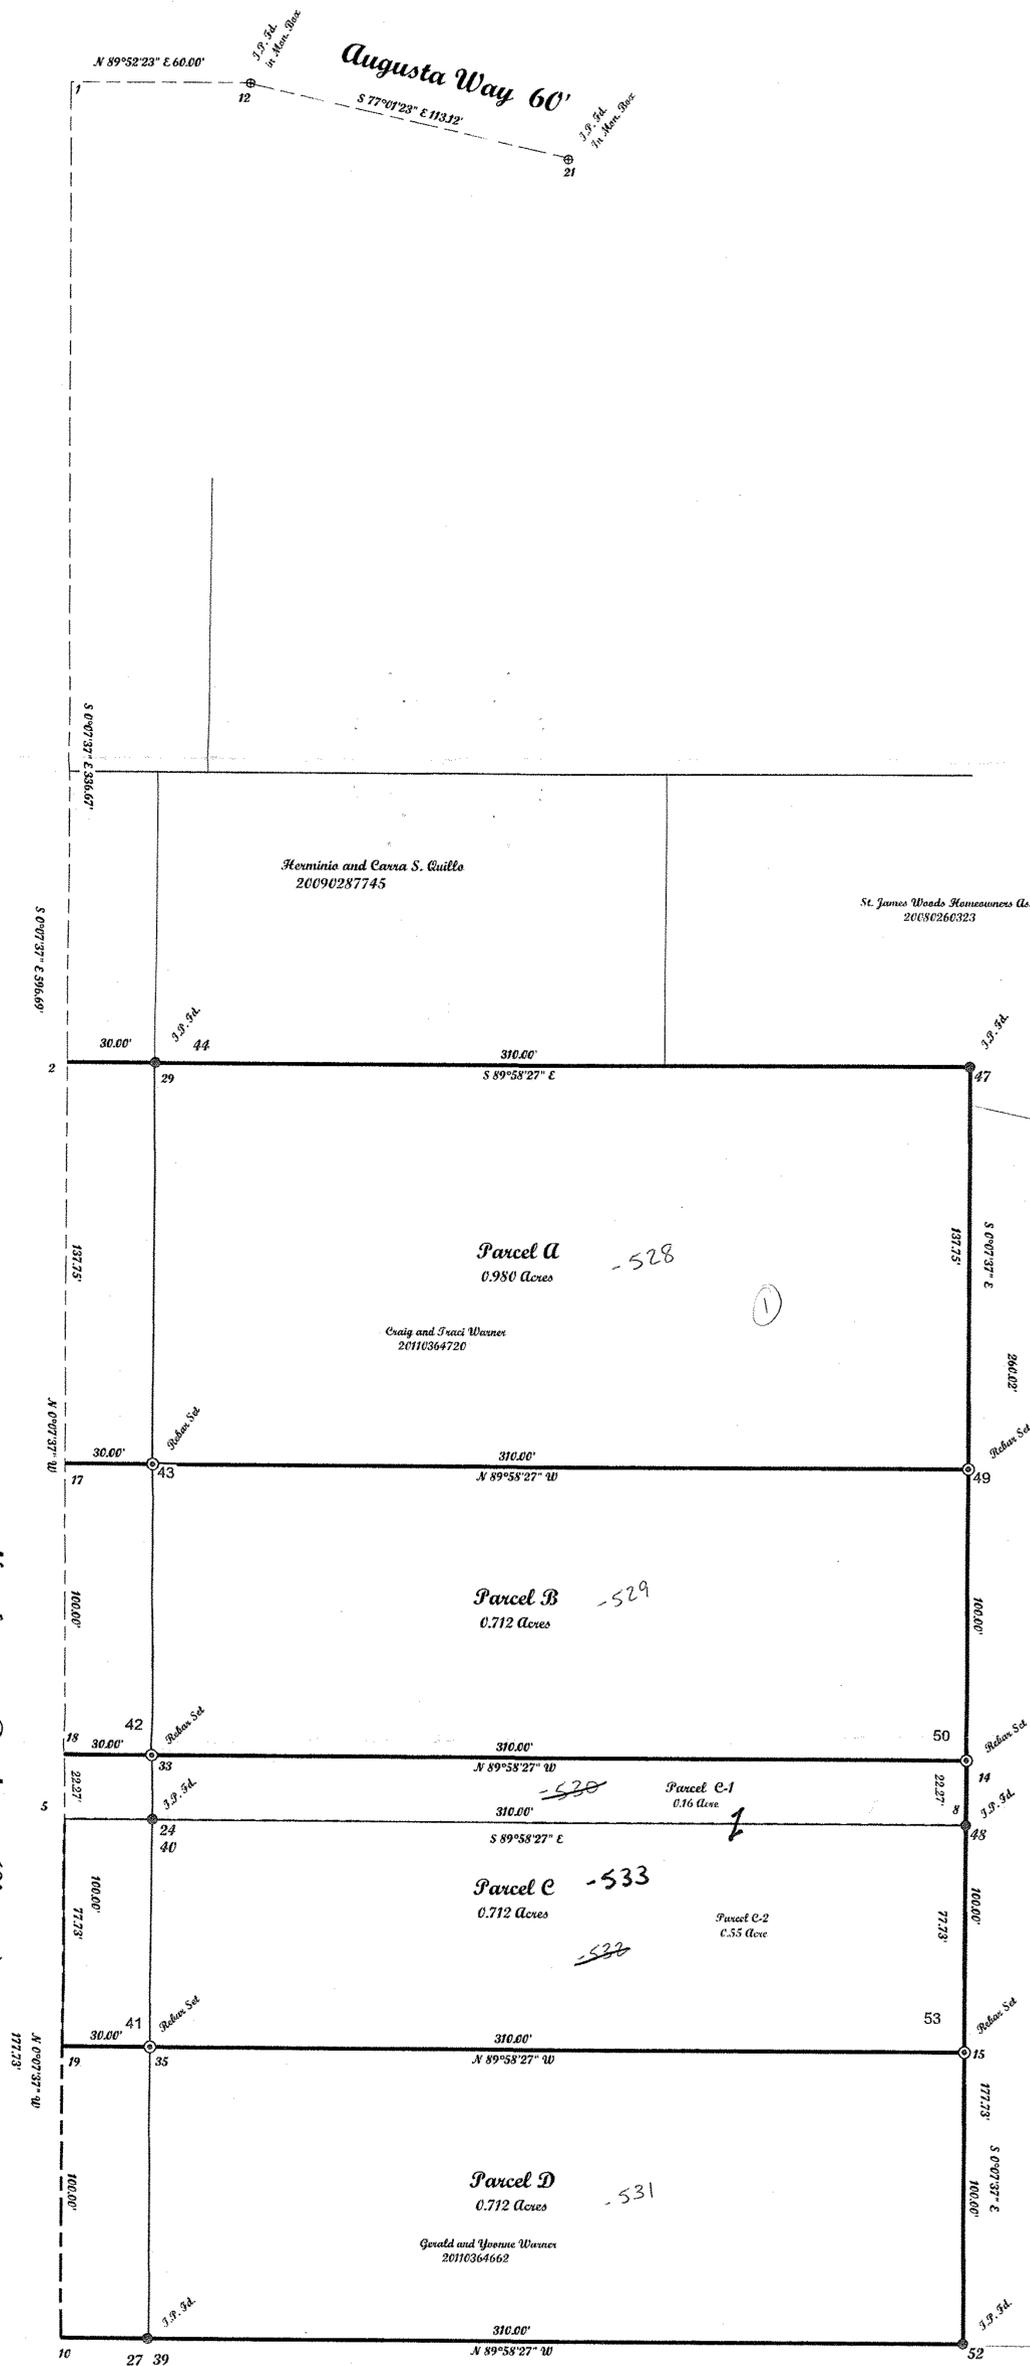 N 89°52'23" E 60.00'
I.P. Fd.
in Mon. Box
Augusta Way 60'
1
12
S 77°01'23" E 113.12'
I.P. Fd.
In Mon. Box
21
S 0°07'37" E 336.67'
Herminio and Carra S. Quillo
20090287745
St. James Woods Homeowners As
20080260323
S 0°07'37" E 596.69'
I.P. Fd.
I.P. Fd.
30.00'
44
310.00'
2
29
S 89°58'27" E
47
137.75'
Parcel A
- 528
0.980 Acres
137.75'
S 0°07'37" E
1
Craig and Traci Warner
20110364720
260.02'
N 0°07'37" W
Rebar Set
Rebar Set
30.00'
310.00'
17
43
N 89°58'27" W
49
100.00'
Parcel B
- 529
0.712 Acres
100.00'
42
Rebar Set
50
Rebar Set
18
30.00'
310.00'
33
N 89°58'27" W
14
22.27'
-530
Parcel C-1
0.16 Acre
22.27'
5
I.P. Fd.
310.00'
8
I.P. Fd.
24
40
S 89°58'27" E
48
Parcel C
-533
0.712 Acres
100.00'
77.73'
Parcel C-2
0.55 Acre
77.73'
100.00'
-532
41
Rebar Set
53
Rebar Set
30.00'
310.00'
19
35
N 89°58'27" W
15
N 0°07'37" W
177.73'
177.73'
S 0°07'37" E
100.00'
Parcel D
- 531
0.712 Acres
100.00'
Gerald and Yvonne Warner
20110364662
I.P. Fd.
I.P. Fd.
310.00'
10
27 39
N 89°58'27" W
52